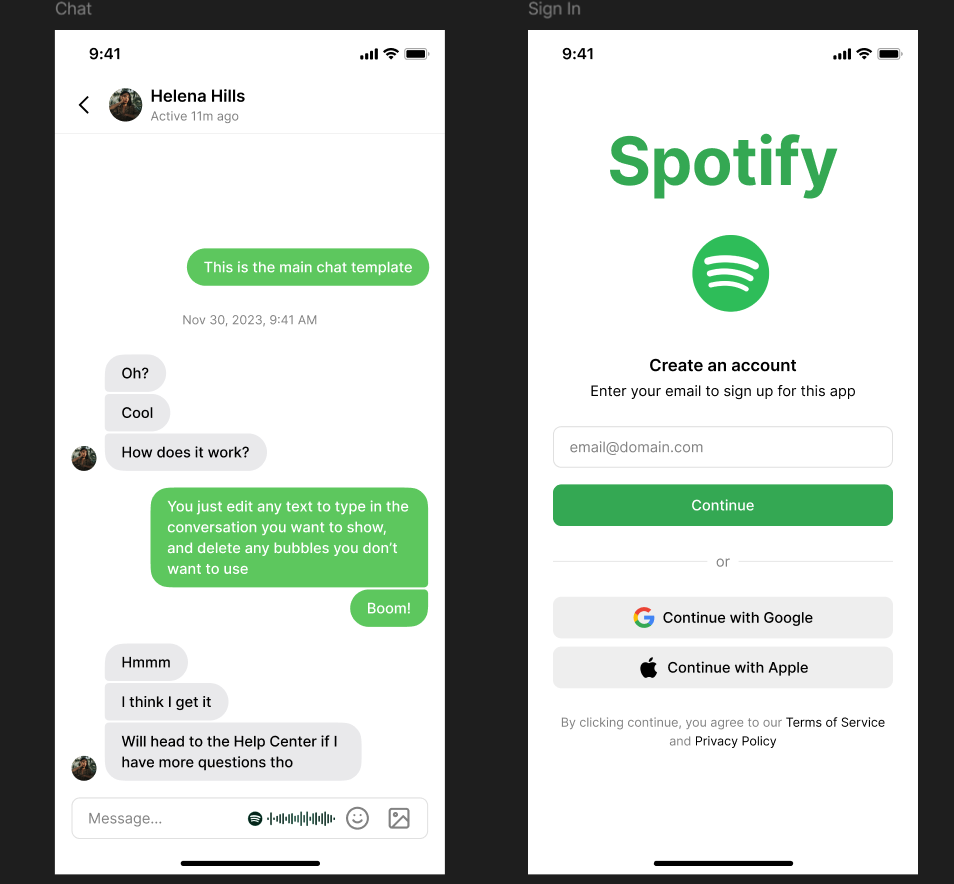 Chat
9:41
Helena Hills
Active 11m ago
This is the main chat template
Nov 30, 2023, 9:41 AM
Oh?
Cool
How does it work?
You just edit any text to type in the
conversation you want to show,
and delete any bubbles you don’t
want to use
Boom!
Hmmm
I think I get it
Will head to the Help Center if I
have more questions tho
Message...
Sign In
9:41
Spotify
Create an account
Enter your email to sign up for this app
email@domain.com
Continue
or
Continue with Google
Continue with Apple
By clicking continue, you agree to our Terms of Service
and Privacy Policy